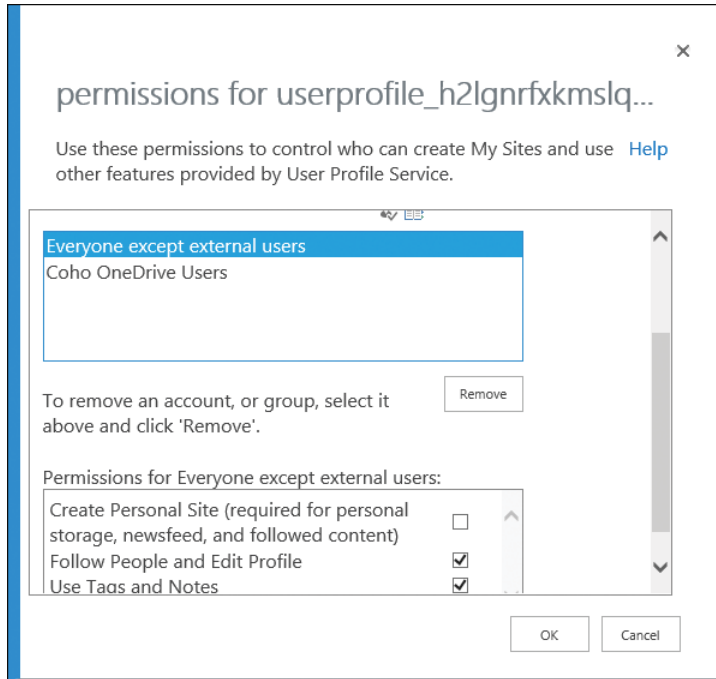 permissions for userprofile_h2lgnrfxkmslq...
Use these permissions to control who can create My Sites and use Help
other features provided by User Profile Service.
Everyone except external users
Coho OneDrive Users
To remove an account, or group, select it
above and click 'Remove'.
Remove
Permissions for Everyone except external users:
Create Personal Site (required for personal
storage, newsfeed, and followed content)
Follow People and Edit Profile
Use Tags and Notes
OK
Cancel